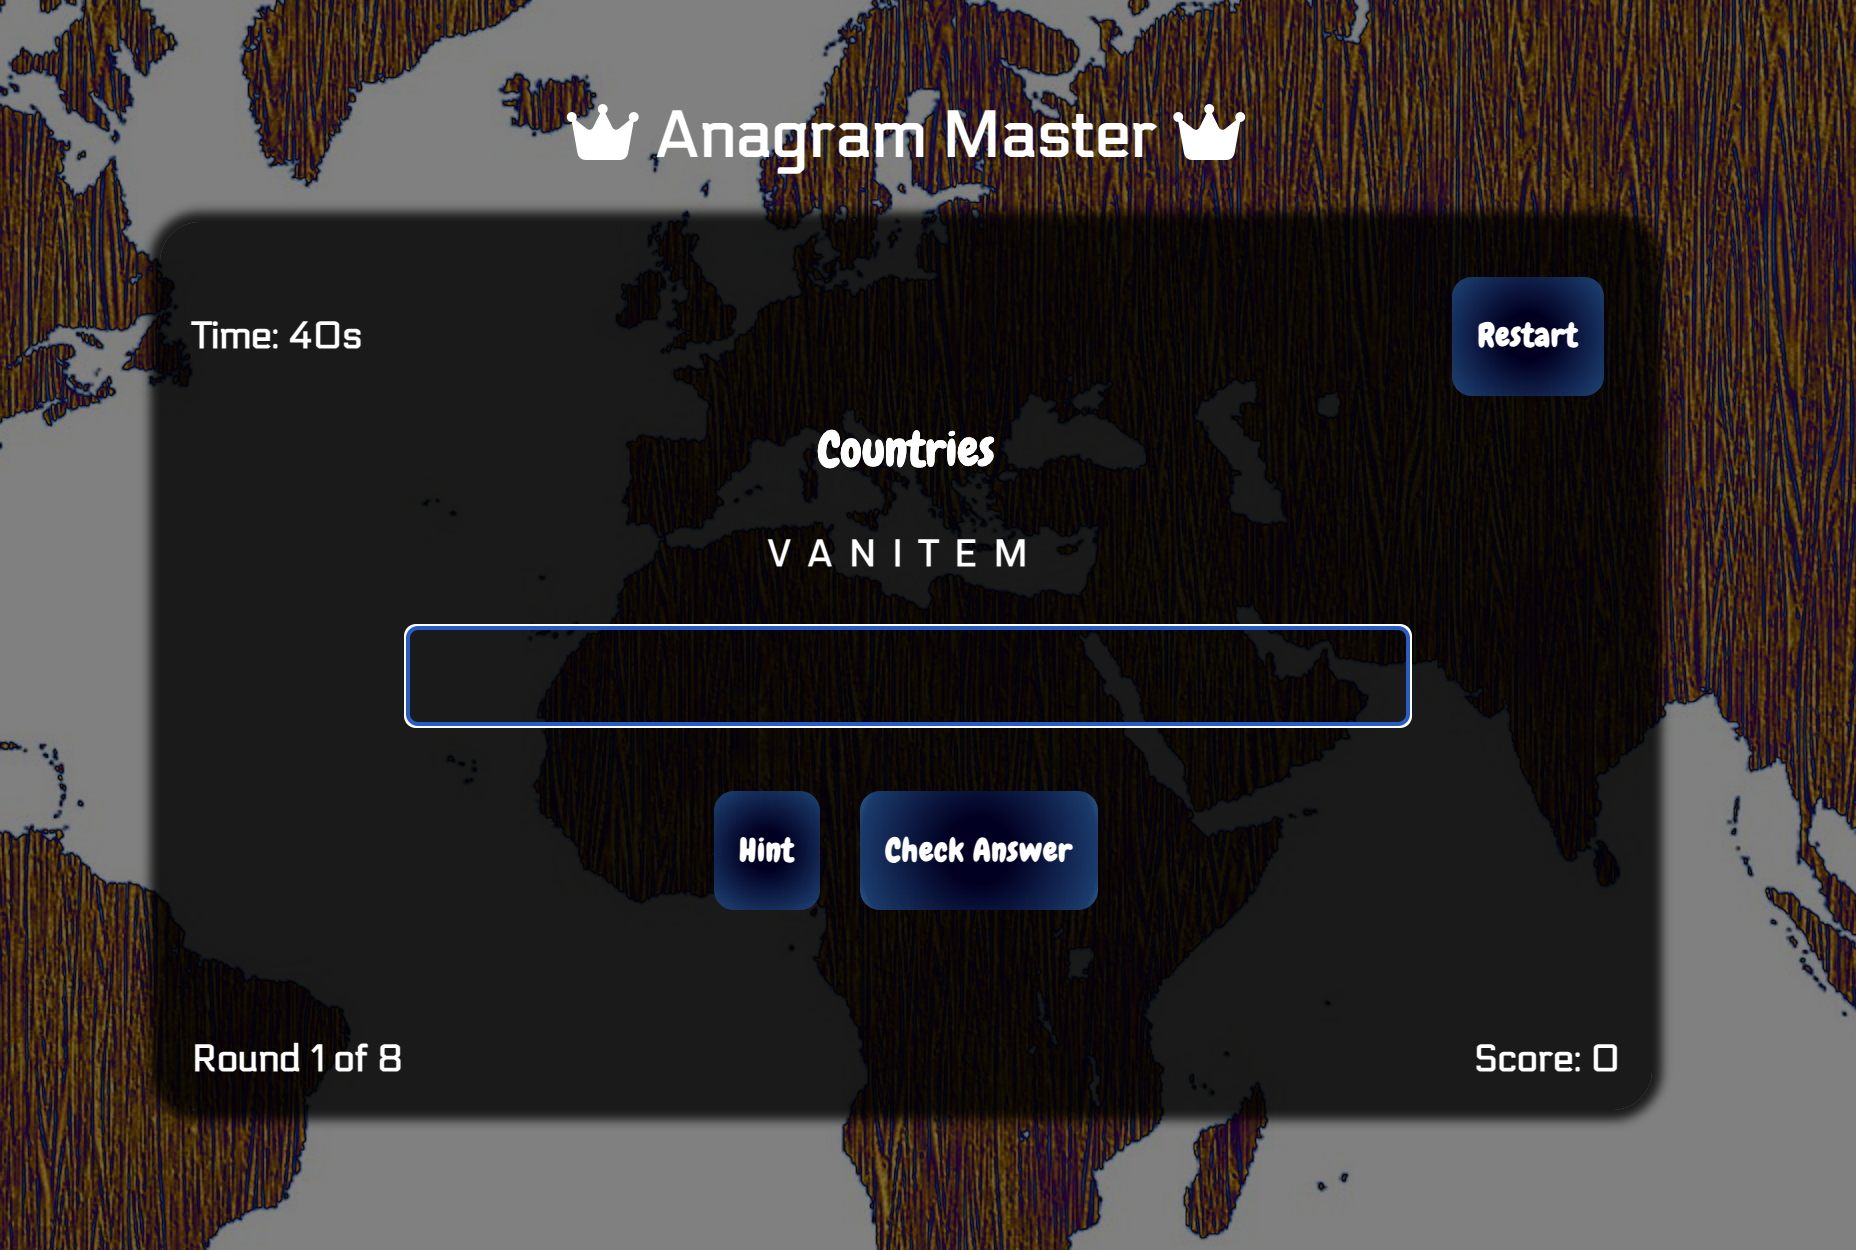 Anagram Master
Time: 40s
Restart
Countries
V A N I T E M
Hint
Check Answer
Round 1 of 8
Score: 0